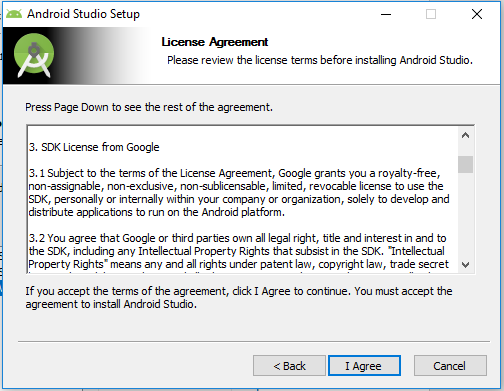 Android Studio Setup
License Agreement
Please review the license terms before installing Android Studio.
Press Page Down to see the rest of the agreement.
3. SDK License from Google
3.1 Subject to the terms of the License Agreement, Google grants you a royalty-free,
non-assignable, non-exclusive, non-sublicensable, limited, revocable license to use the
SDK, personally or internally within your company or organization, solely to develop and
distribute applications to run on the Android platform.
3.2 You agree that Google or third parties own all legal right, title and interest in and to
the SDK, including any Intellectual Property Rights that subsist in the SDK. "Intellectual
Property Rights" means any and all rights under patent law, copyright law, trade secret
If you accept the terms of the agreement, click I Agree to continue. You must accept the
agreement to install Android Studio.
< Back
I Agree
Cancel